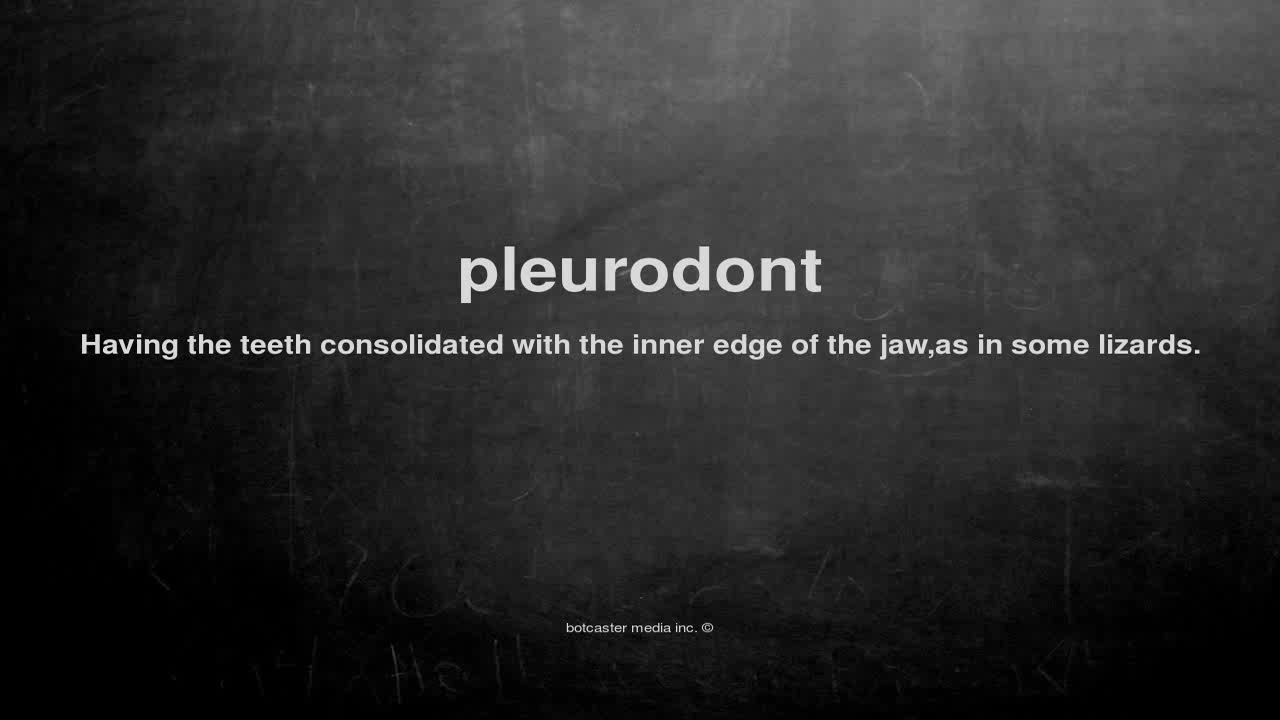 pleurodont
Having the teeth consolidated with the inner edge of the jaw,as in some lizards.
botcaster media inc. ©